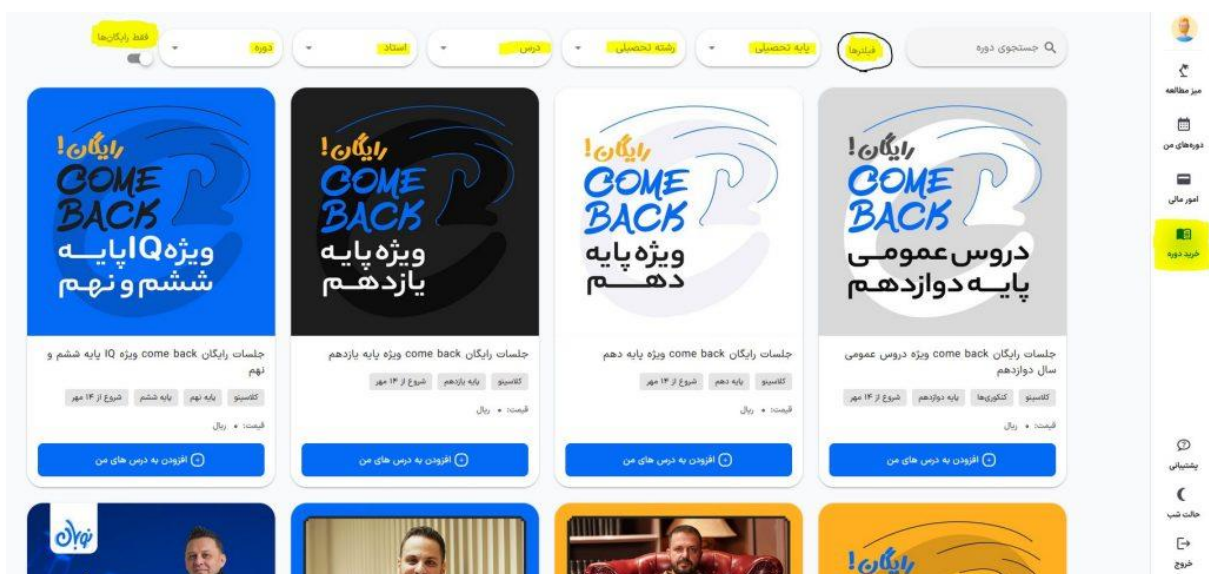 جستجوی دوره
فیلترها
پایه تحصیلی
رشته تحصیلی
درس
استاد
دوره
فقط رایگان‌ها
میز مطالعه
دوره‌های من
امور مالی
خرید دوره
پشتیبانی
حالت شب
خروج
رایگان!
COME
BACK
دروس عمومی
پایه دوازدهم
جلسات رایگان come back ویژه دروس عمومی
سال دوازدهم
کلاسینو کنکوری‌ها پایه دوازدهم شروع از ۱۴ مهر
قیمت: ۰ ریال
افزودن به درس های من
رایگان!
COME
BACK
ویژه پایه
دهم
جلسات رایگان come back ویژه پایه دهم
کلاسینو پایه دهم شروع از ۱۴ مهر
قیمت: ۰ ریال
افزودن به درس های من
رایگان!
COME
BACK
ویژه پایه
یازدهم
جلسات رایگان come back ویژه پایه یازدهم
کلاسینو پایه یازدهم شروع از ۱۴ مهر
قیمت: ۰ ریال
افزودن به درس های من
رایگان!
COME
BACK
ویژه IQ پایه
ششم و نهم
جلسات رایگان come back ویژه IQ پایه ششم و
نهم
کلاسینو پایه نهم پایه ششم شروع از ۱۴ مهر
قیمت: ۰ ریال
افزودن به درس های من
رایگان!